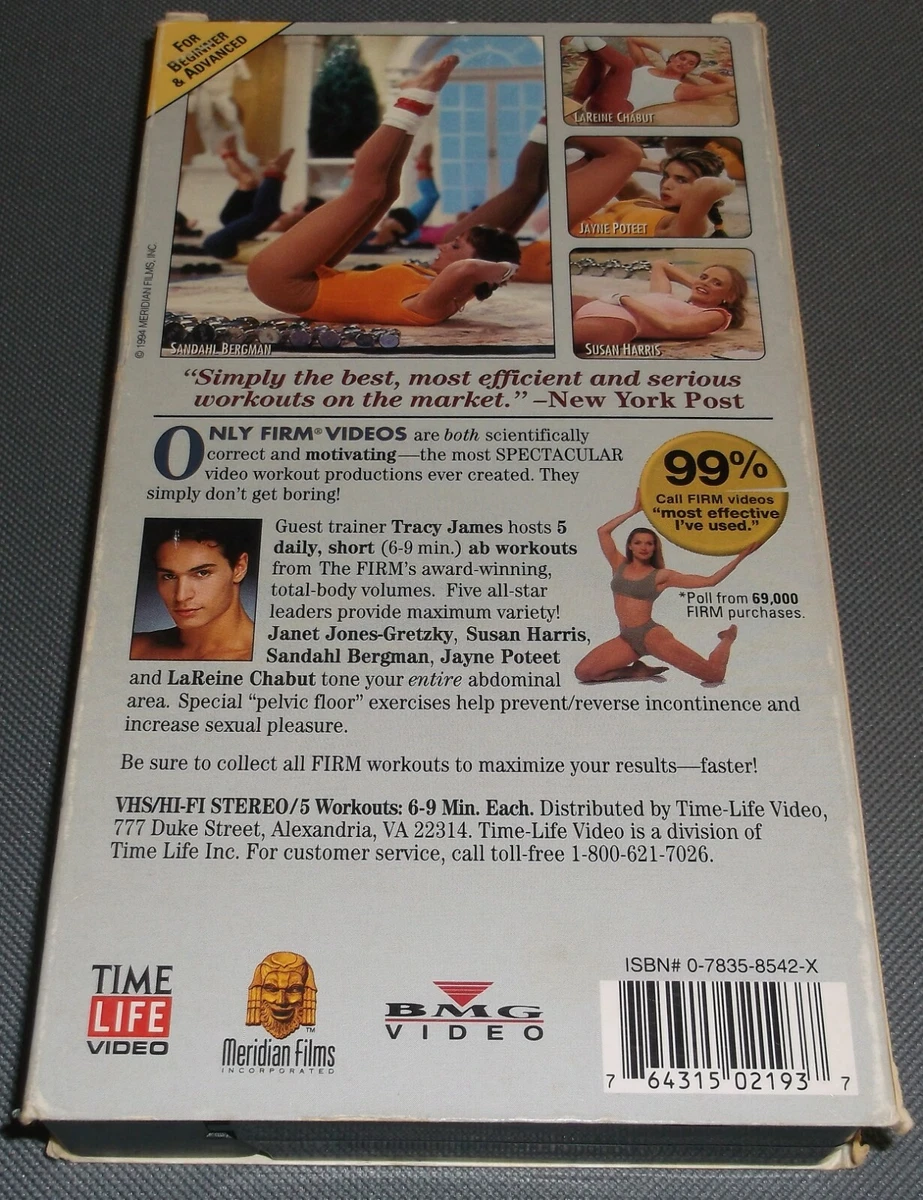 FOR
BEGINNER
& ADVANCED
© 1994 MERIDIAN FILMS, INC.
SANDAHL BERGMAN
LAREINE CHABUT
JAYNE POTEET
SUSAN HARRIS
“Simply the best, most efficient and serious
workouts on the market.” –New York Post
ONLY FIRM® VIDEOS are both scientifically
correct and motivating—the most SPECTACULAR
video workout productions ever created. They
simply don't get boring!
99%
Call FIRM videos
“most effective
I've used.”
Guest trainer Tracy James hosts 5
daily, short (6-9 min.) ab workouts
from The FIRM's award-winning,
total-body volumes. Five all-star
leaders provide maximum variety!
Janet Jones-Gretzky, Susan Harris,
Sandahl Bergman, Jayne Poteet
and LaReine Chabut tone your entire abdominal
area. Special “pelvic floor” exercises help prevent/reverse incontinence and
increase sexual pleasure.
*Poll from 69,000
FIRM purchases.
Be sure to collect all FIRM workouts to maximize your results—faster!
VHS/HI-FI STEREO/5 Workouts: 6-9 Min. Each. Distributed by Time-Life Video,
777 Duke Street, Alexandria, VA 22314. Time-Life Video is a division of
Time Life Inc. For customer service, call toll-free 1-800-621-7026.
TIME
LIFE
VIDEO
TM
Meridian Films
INCORPORATED
BMG
VIDEO
ISBN# 0-7835-8542-X
7 64315 02193 7